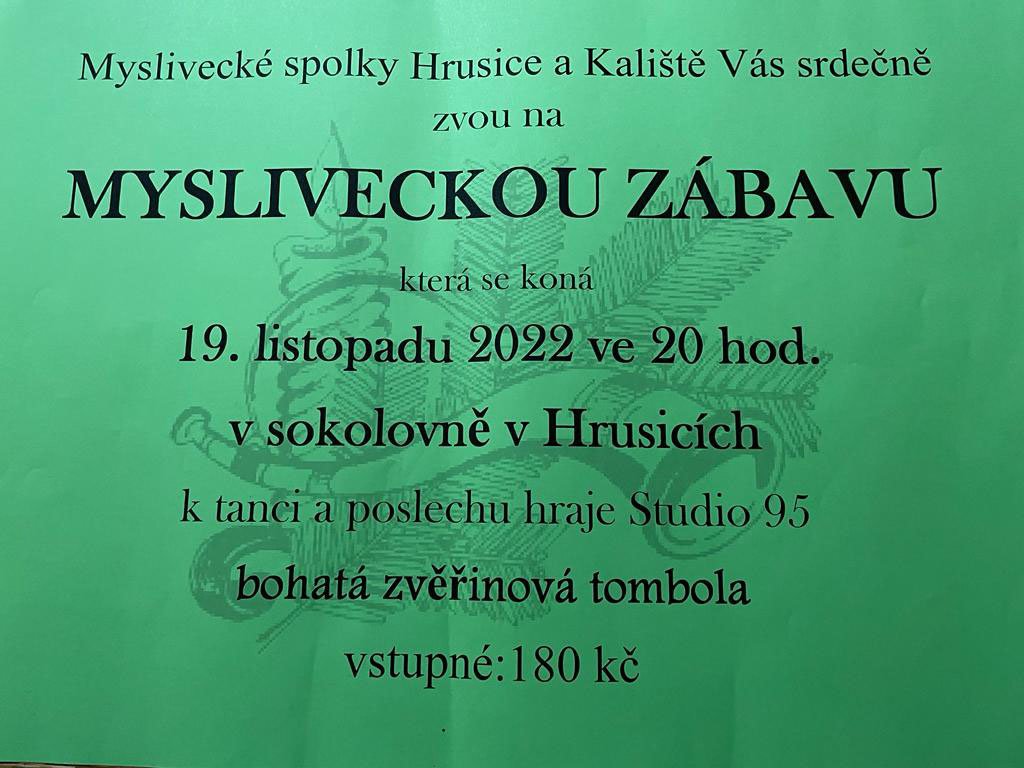 Myslivecké spolky Hrusice a Kaliště Vás srdečně
zvou na
MYSLIVECKOU ZÁBAVU
která se koná
19. listopadu 2022 ve 20 hod.
v sokolovně v Hrusicích
k tanci a poslechu hraje Studio 95
bohatá zvěřinová tombola
vstupné:180 kč